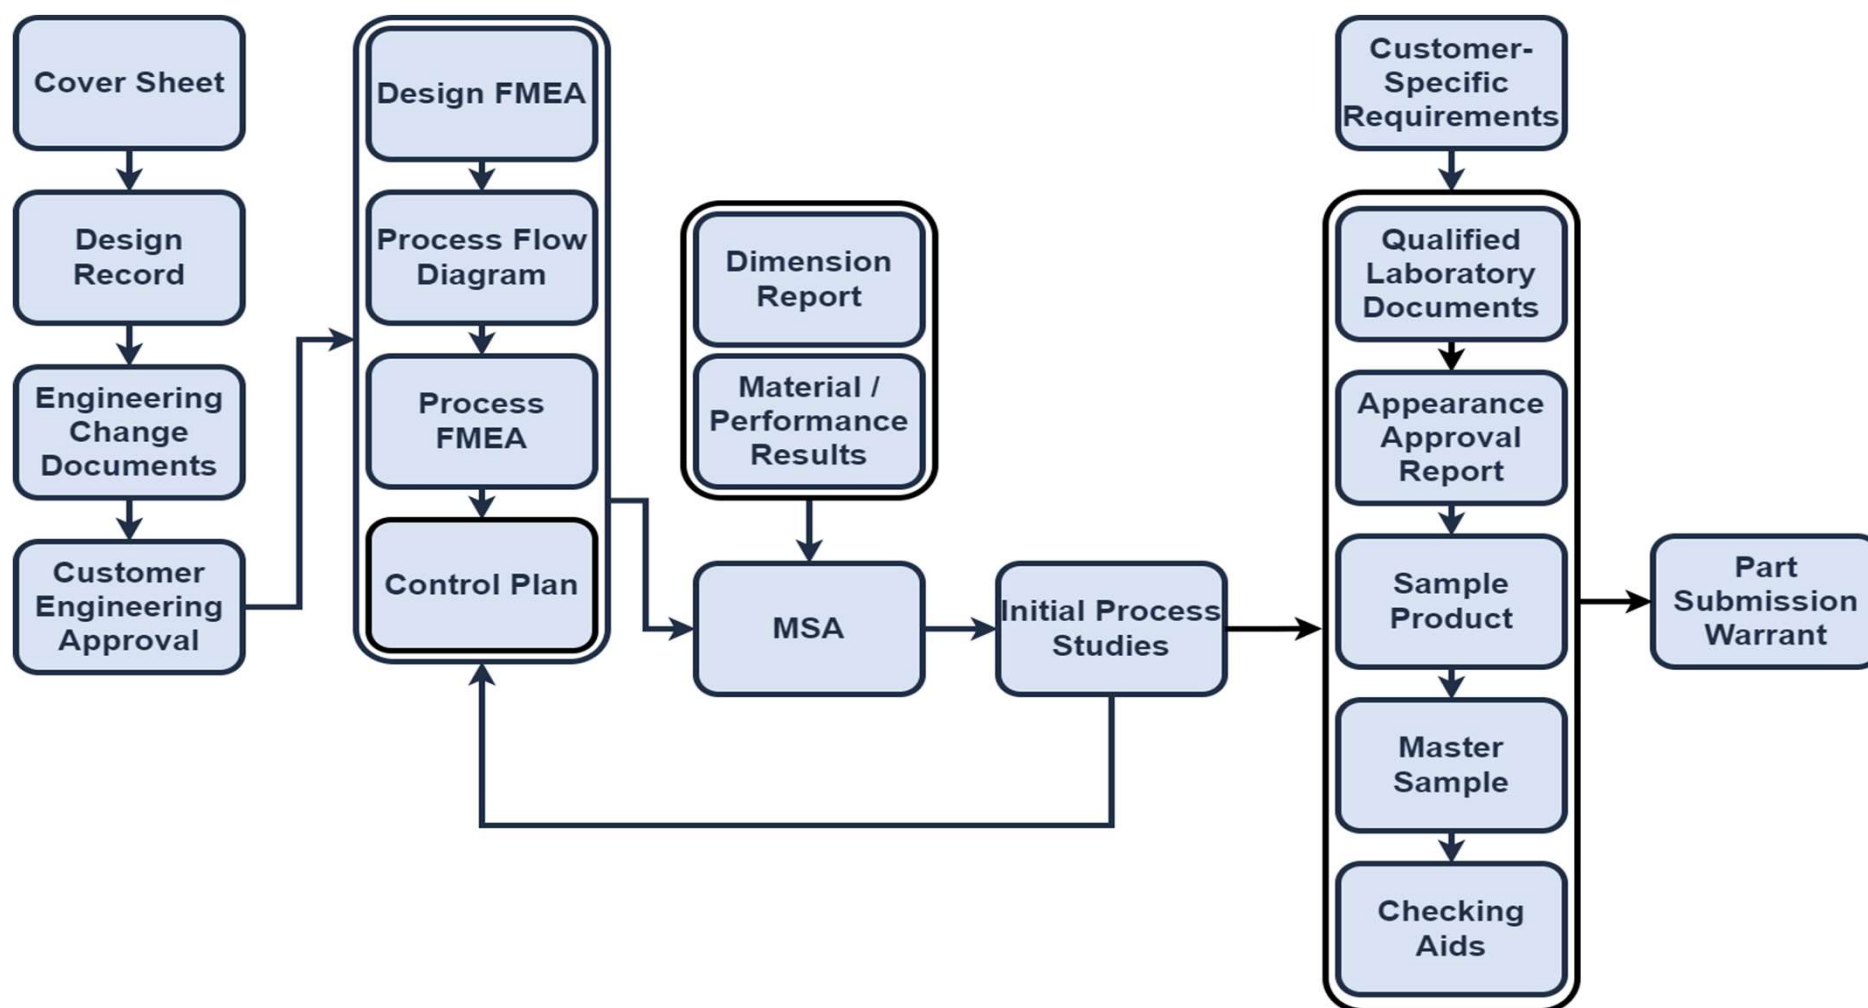 Cover Sheet
Design
Record
Engineering
Change
Documents
Customer
Engineering
Approval
Design FMEA
Process Flow
Diagram
Process
FMEA
Control Plan
Dimension
Report
Material /
Performance
Results
MSA
Initial Process
Studies
Customer-
Specific
Requirements
Qualified
Laboratory
Documents
Appearance
Approval
Report
Sample
Product
Master
Sample
Checking
Aids
Part
Submission
Warrant